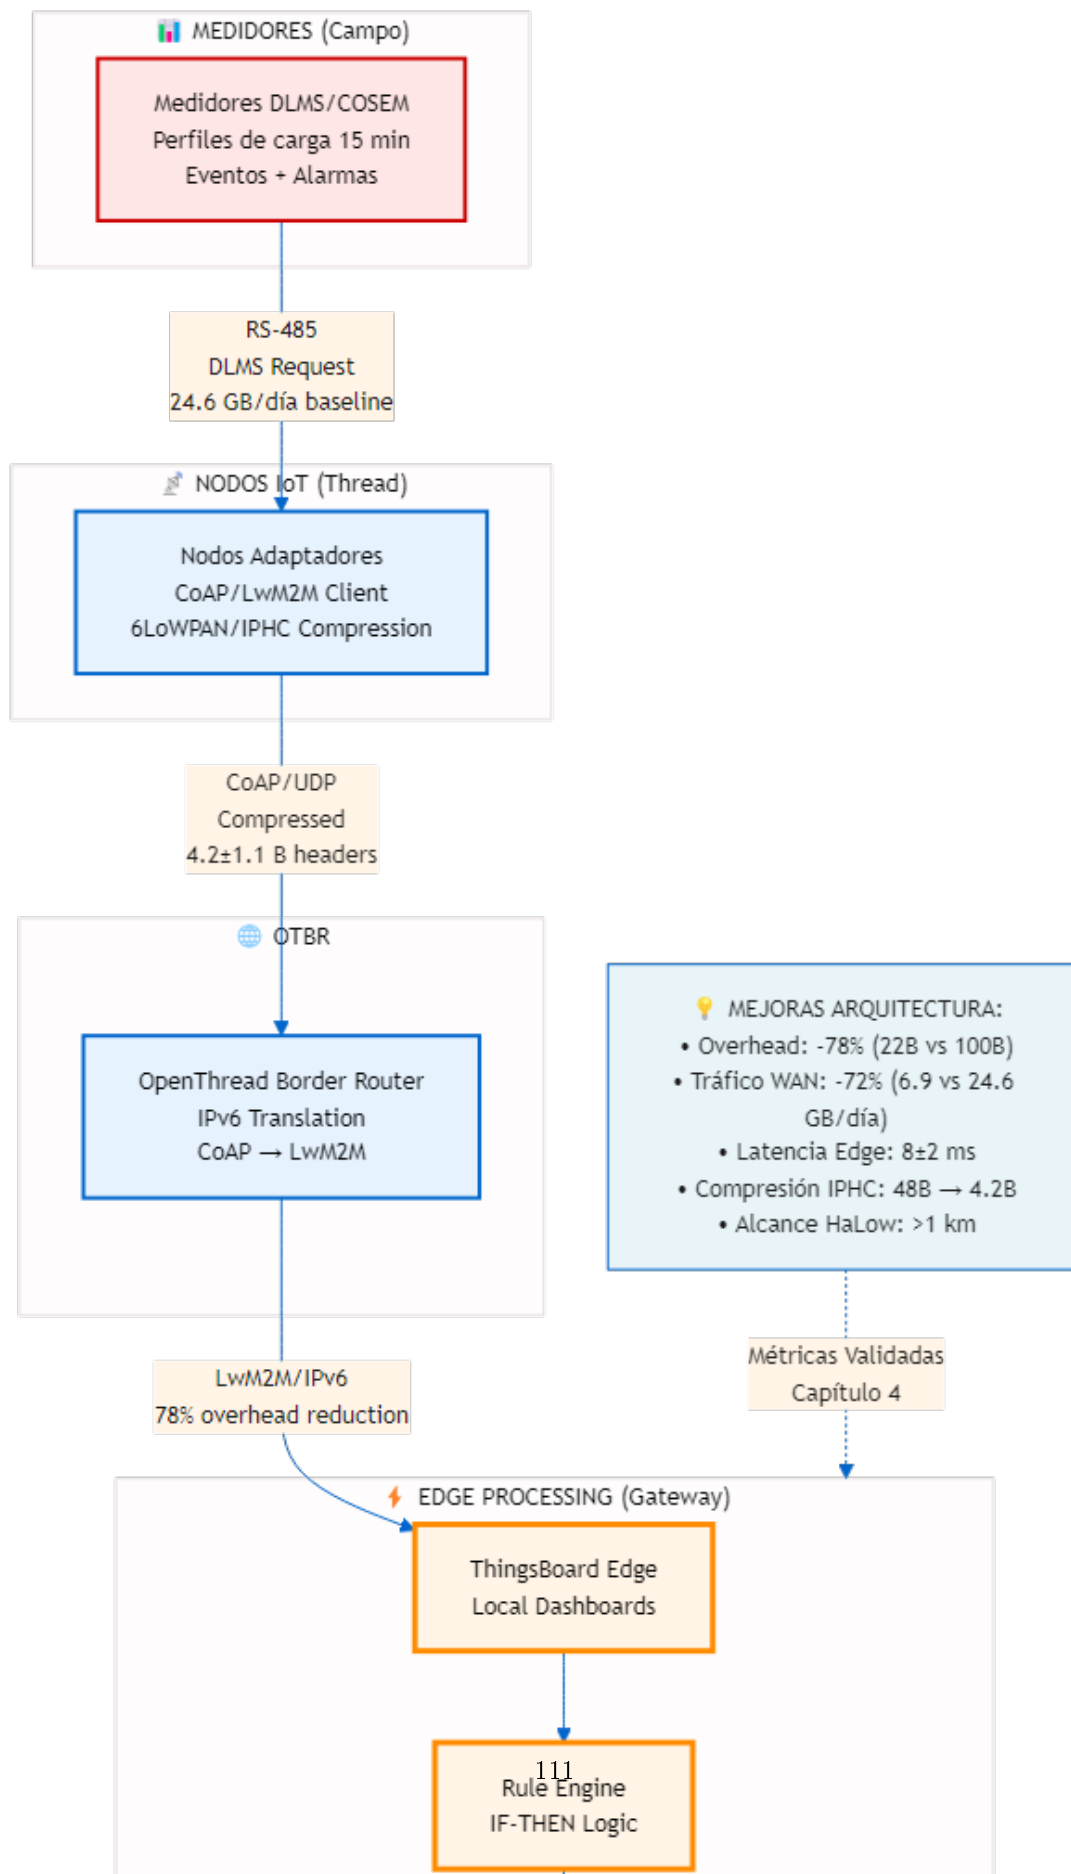 MEDIDORES (Campo)
Medidores DLMS/COSEM
Perfiles de carga 15 min
Eventos + Alarmas
RS-485
DLMS Request
24.6 GB/día baseline
NODOS IoT (Thread)
Nodos Adaptadores
CoAP/LwM2M Client
6LoWPAN/IPHC Compression
CoAP/UDP
Compressed
4.2±1.1 B headers
OTBR
OpenThread Border Router
IPv6 Translation
CoAP → LwM2M
MEJORAS ARQUITECTURA:
• Overhead: -78% (22B vs 100B)
• Tráfico WAN: -72% (6.9 vs 24.6
GB/día)
• Latencia Edge: 8±2 ms
• Compresión IPHC: 48B → 4.2B
• Alcance HaLow: >1 km
Métricas Validadas
Capítulo 4
LwM2M/IPv6
78% overhead reduction
EDGE PROCESSING (Gateway)
ThingsBoard Edge
Local Dashboards
111
Rule Engine
IF-THEN Logic